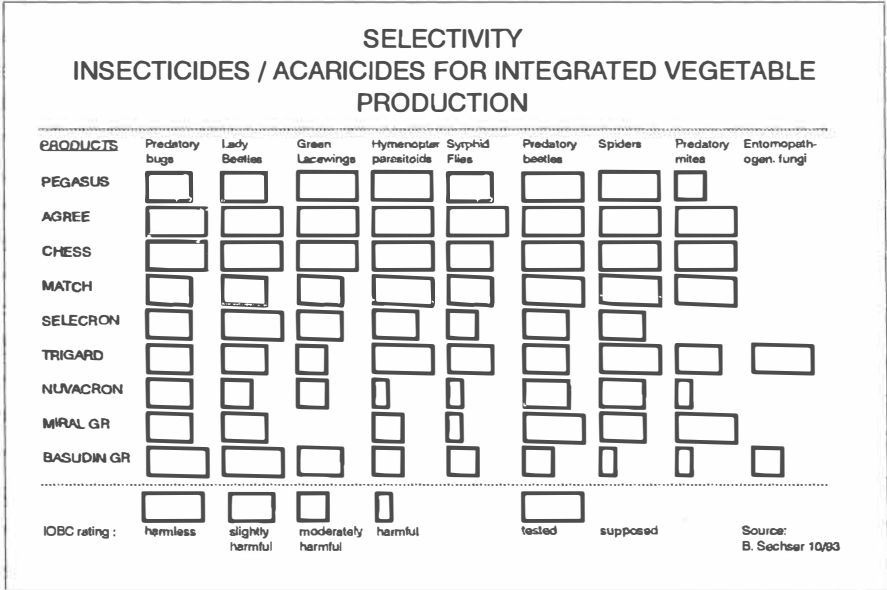 SELECTIVITY
INSECTICIDES / ACARICIDES FOR INTEGRATED VEGETABLE
PRODUCTION
PRODUCTS Predatory Lady Green Hymenopter Syrphid Predatory Spiders Predatory Entomopath-
bugs Beetles Lacewings parasitoids Flies beetles mites ogen. fungi
PEGASUS
AGREE
CHESS
MATCH
SELECRON
TRIGARD
NUVACRON
MIRAL GR
BASUDIN GR
IOBC rating : harmless slightly moderately harmful tested supposed Source:
harmful harmful B. Sechser 10/93